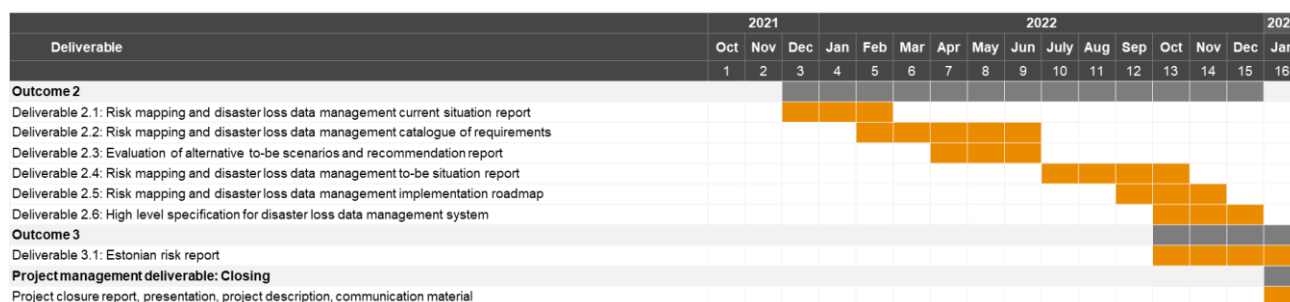 2021 2022 202
Deliverable Oct Nov Dec Jan Feb Mar Apr May Jun July Aug Sep Oct Nov Dec Jan
1 2 3 4 5 6 7 8 9 10 11 12 13 14 15 16
Outcome 2
Deliverable 2.1: Risk mapping and disaster loss data management current situation report
Deliverable 2.2: Risk mapping and disaster loss data management catalogue of requirements
Deliverable 2.3: Evaluation of alternative to-be scenarios and recommendation report
Deliverable 2.4: Risk mapping and disaster loss data management to-be situation report
Deliverable 2.5: Risk mapping and disaster loss data management implementation roadmap
Deliverable 2.6: High level specification for disaster loss data management system
Outcome 3
Deliverable 3.1: Estonian risk report
Project management deliverable: Closing
Project closure report, presentation, project description, communication material